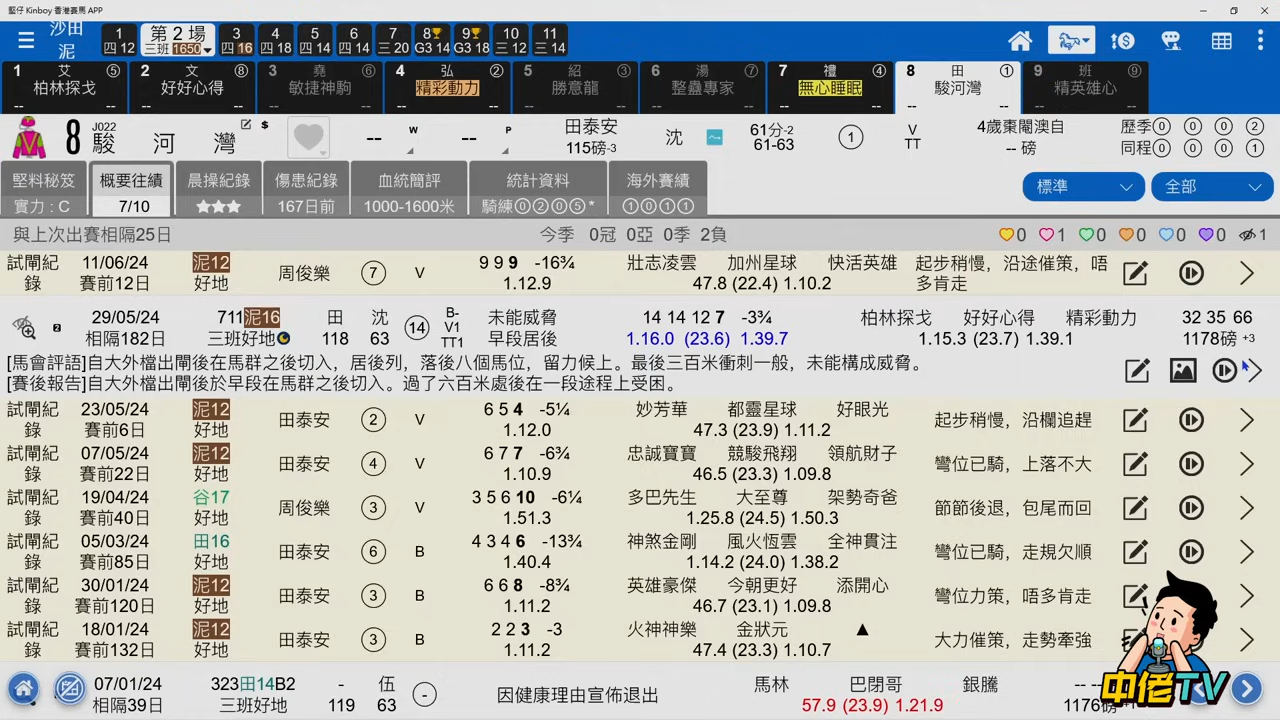 堅仔 Kinboy 香港賽馬 APP
沙田 泥
1 四 12
第 2 場 三班 1650
3 四 16
4 四 18
5 四 14
6 四 14
7 三 20
8 G3 14
9 G3 18
10 三 12
11 三 14
1 艾 ⑤ 柏林探戈 --
2 文 ⑧ 好好心得 --
3 堯 ⑥ 敏捷神駒 --
4 弘 ② 精彩動力 --
5 紹 ③ 勝意龍 --
6 湯 ⑦ 整蠱專家 --
7 禮 ④ 無心睡眠 --
8 田 ① 駿河灣 -- --
9 班 ⑨ 精英雄心 -- --
8 J022 駿 河 灣 $ -- W -- P 田泰安 115磅-3 沈 61分-2 61-63 ① V TT 4歲棗閹澳自 -- 磅
歷季⓪ ⓪ ⓪ ②
同程⓪ ⓪ ⓪ ①
堅料秘笈 實力 : C
概要往績 7/10
晨操紀錄 ★★★
傷患紀錄 167日前
血統簡評 1000-1600米
統計資料 騎練⓪②⓪⑤*
海外賽績 ①⓪①①
標準
全部
與上次出賽相隔25日 今季 0冠 0亞 0季 2負 0 1 0 0 0 0 1
試閘紀錄 11/06/24 賽前12日 泥12 好地 周俊樂 ⑦ V 9 9 9 -16¾ 1.12.9 壯志凌雲 加州星球 快活英雄 47.8 (22.4) 1.10.2 起步稍慢，沿途催策，唔多肯走
2 29/05/24 相隔182日 711泥16 三班好地 田 118 沈 63 ⑭ B- V1 TT1 未能威脅 早段居後 14 14 12 7 -3¾ 1.16.0 (23.6) 1.39.7 柏林探戈 好好心得 精彩動力 1.15.3 (23.7) 1.39.1 32 35 66 1178磅 +3
[馬會評語]自大外檔出閘後在馬群之後切入，居後列，落後八個馬位，留力候上。最後三百米衝刺一般，未能構成威脅。
[賽後報告]自大外檔出閘後於早段在馬群之後切入。過了六百米處後在一段途程上受困。
試閘紀錄 23/05/24 賽前6日 泥12 好地 田泰安 ② V 6 5 4 -5¼ 1.12.0 妙芳華 都靈星球 好眼光 47.3 (23.9) 1.11.2 起步稍慢，沿欄追趕
試閘紀錄 07/05/24 賽前22日 泥12 好地 田泰安 ④ V 6 7 7 -6¾ 1.10.9 忠誠寶寶 競駿飛翔 領航財子 46.5 (23.3) 1.09.8 彎位已騎，上落不大
試閘紀錄 19/04/24 賽前40日 谷17 好地 周俊樂 ③ V 3 5 6 10 -6¼ 1.51.3 多巴先生 大至尊 架勢奇爸 1.25.8 (24.5) 1.50.3 節節後退，包尾而回
試閘紀錄 05/03/24 賽前85日 田16 好地 田泰安 ⑥ B 4 3 4 6 -13¾ 1.40.4 神煞金剛 風火恆雲 全神貫注 1.14.2 (24.0) 1.38.2 彎位已騎，走規欠順
試閘紀錄 30/01/24 賽前120日 泥12 好地 田泰安 ③ B 6 6 8 -8¾ 1.11.2 英雄豪傑 今朝更好 添開心 46.7 (23.1) 1.09.8 彎位力策，唔多肯走
試閘紀錄 18/01/24 賽前132日 泥12 好地 田泰安 ③ B 2 2 3 -3 1.11.2 火神神樂 金狀元 ▲ 47.4 (23.3) 1.10.7 大力催策，走勢牽強
07/01/24 相隔39日 323田14B2 三班好地 - 119 伍 63 - 因健康理由宣佈退出 馬林 巴閉哥 銀騰 57.9 (23.9) 1.21.9 -- -- 1176磅
中佬TV